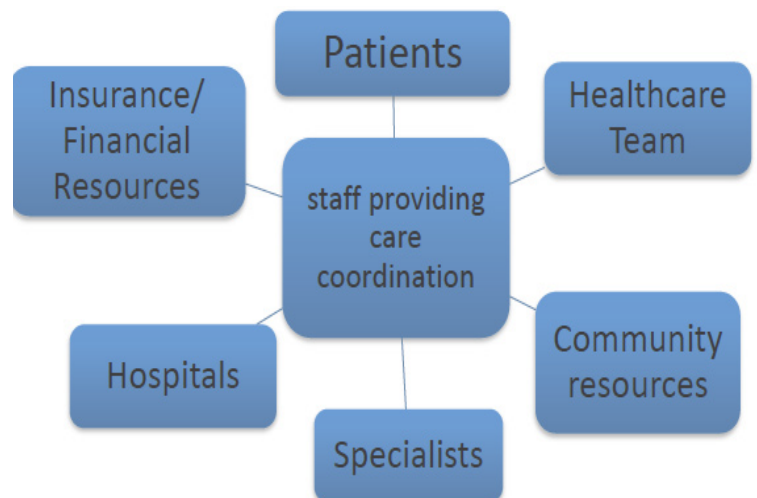 Patients
Insurance/
Financial
Resources
Healthcare
Team
staff providing
care
coordination
Hospitals
Community
resources
Specialists